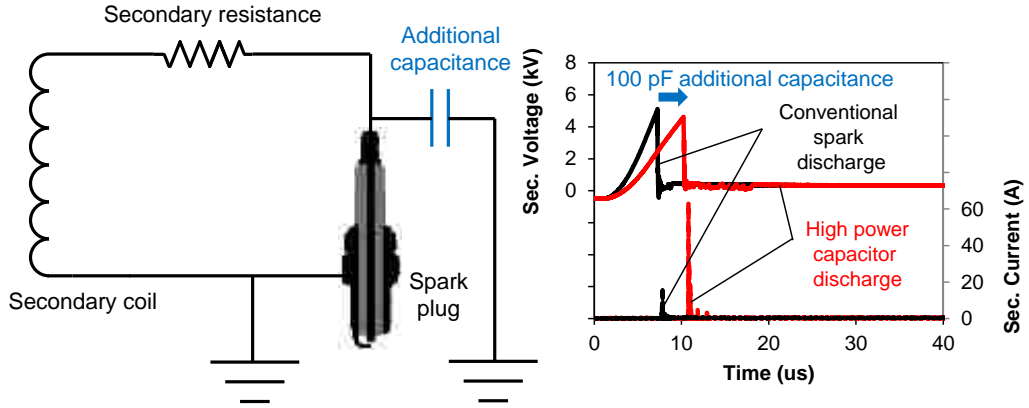 Secondary resistance
Additional
capacitance
Secondary coil
Spark
plug
Sec. Voltage (kV)
8
6
4
2
0
100 pF additional capacitance
Conventional
spark
discharge
High power
capacitor
discharge
60
40
20
0
Sec. Current (A)
0
10
20
30
40
Time (us)